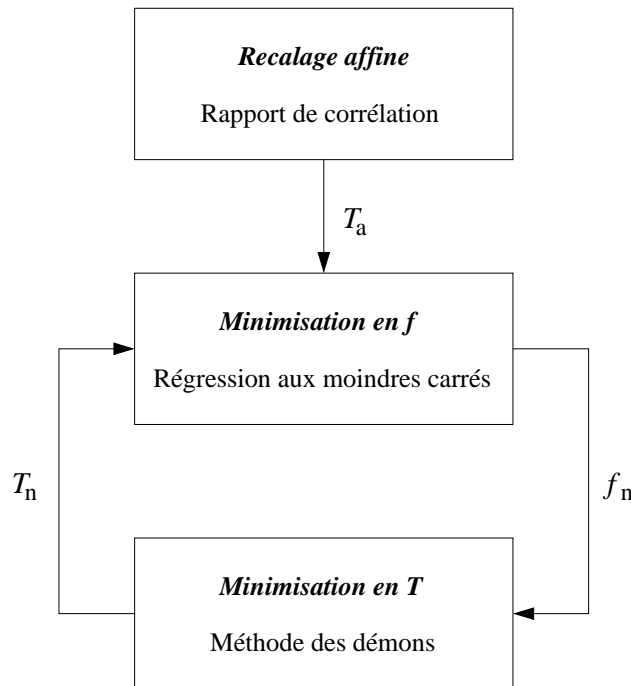 Recalage affine
Rapport de corrélation
Ta
Minimisation en f
Régression aux moindres carrés
Tn
fn
Minimisation en T
Méthode des démons